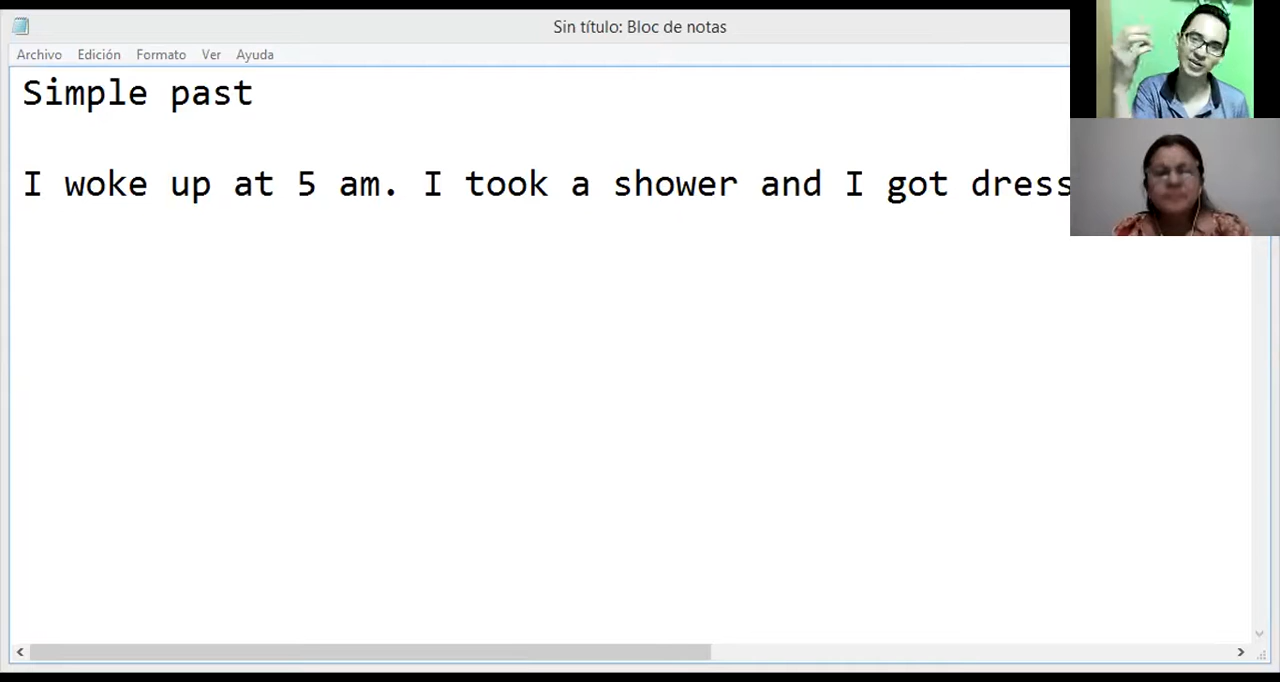 Sin título: Bloc de notas
Archivo Edición Formato Ver Ayuda
Simple past
I woke up at 5 am. I took a shower and I got